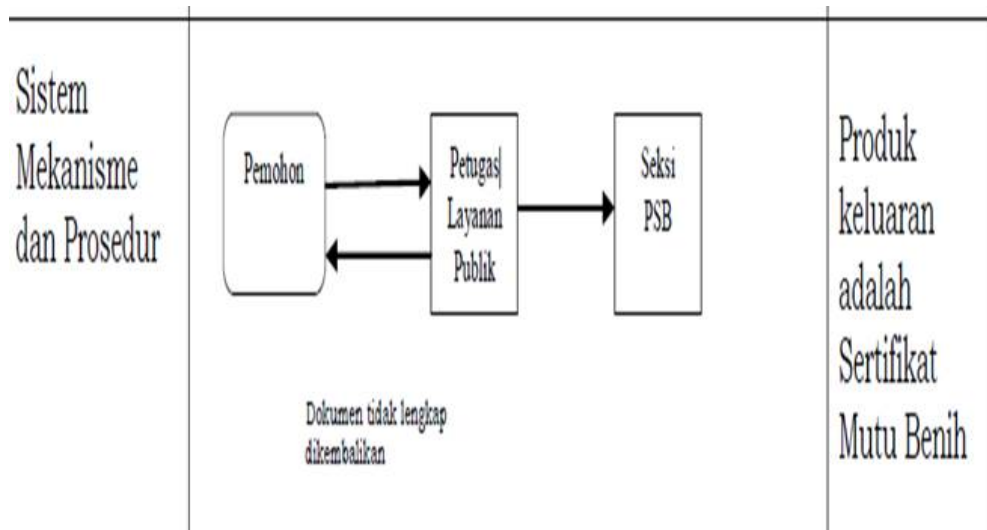 Sistem
Mekanisme
dan Prosedur
Pemohon
Petugas|
Layanan
Publik
Seksi
PSB
Dokumen tidak lengkap
dikembalikan
Produk
keluaran
adalah
Sertifikat
Mutu Benih